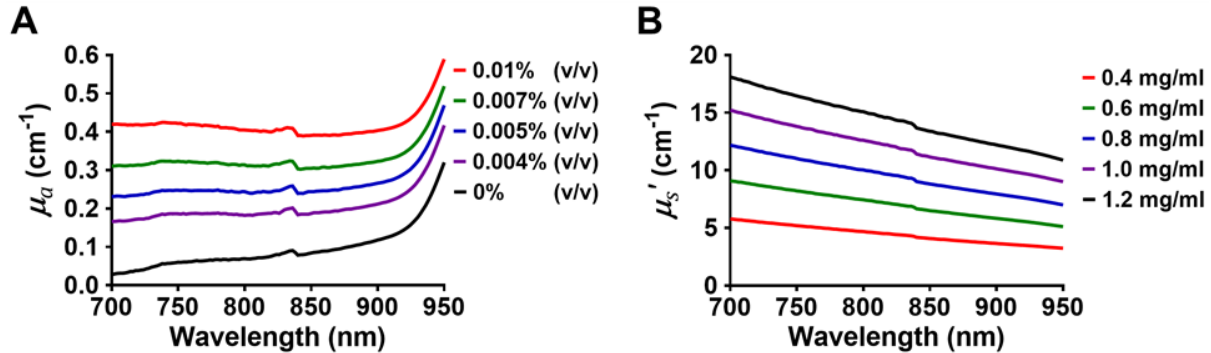 A
0.6
0.5
0.4
0.3
0.2
0.1
0.0
μa (cm-1)
700 750 800 850 900 950
Wavelength (nm)
0.01% (v/v)
0.007% (v/v)
0.005% (v/v)
0.004% (v/v)
0% (v/v)
B
20
15
10
5
0
μs' (cm-1)
700 750 800 850 900 950
Wavelength (nm)
0.4 mg/ml
0.6 mg/ml
0.8 mg/ml
1.0 mg/ml
1.2 mg/ml